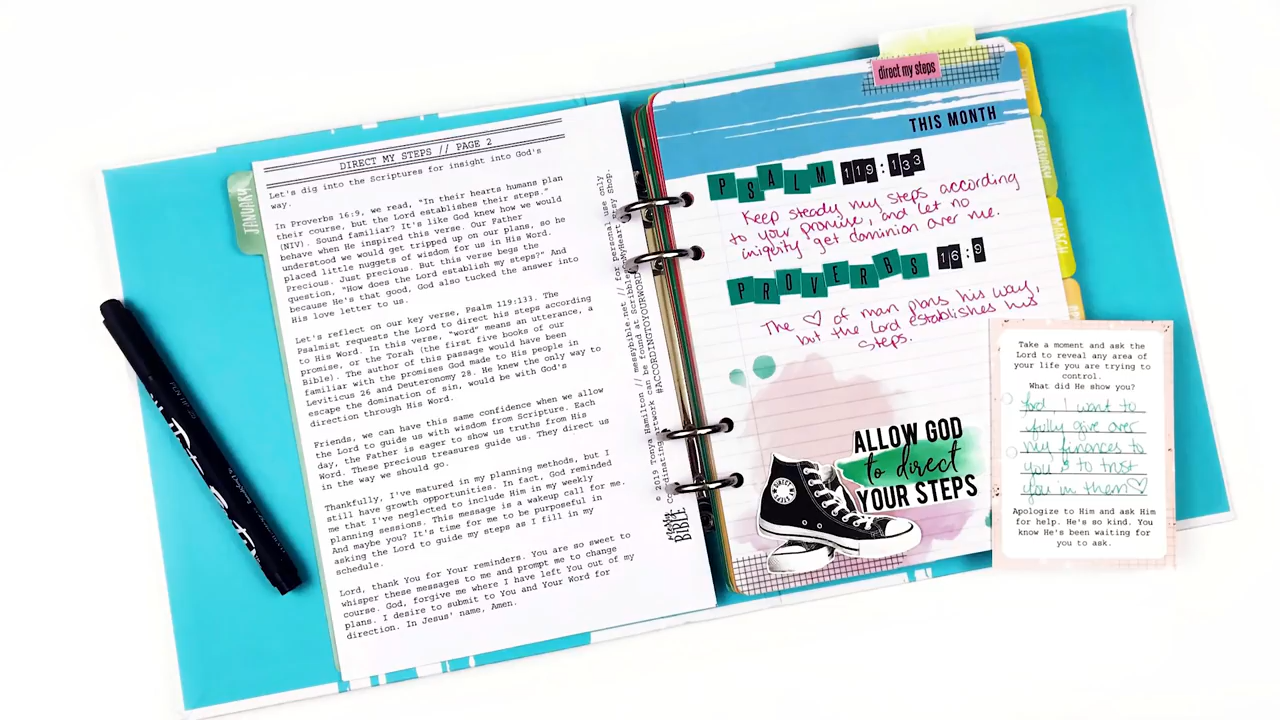 JANUARY
DIRECT MY STEPS // PAGE 2
Let's dig into the Scriptures for insight into God's
way.
In Proverbs 16:9, we read, "In their hearts humans plan
their course, but the Lord establishes their steps."
(NIV). Sound familiar? It's like God knew how we would
behave when He inspired this verse. Our Father
understood we would get tripped up on our plans, so he
placed little nuggets of wisdom for us in His Word.
Precious. Just precious. But this verse begs the
question, "How does the Lord establish my steps?" And
because He's that good, God also tucked the answer into
His love letter to us.
Let's reflect on our key verse, Psalm 119:133. The
Psalmist requests the Lord to direct his steps according
to His Word. In this verse, "word" means an utterance, a
promise, or the Torah (the first five books of our
Bible). The author of this passage would have been
familiar with the promises God made to His people in
Leviticus 26 and Deuteronomy 28. He knew the only way to
escape the domination of sin, would be with God's
direction through His Word.
Friends, we can have this same confidence when we allow
the Lord to guide us with wisdom from Scripture. Each
day, the Father is eager to show us truths from His
Word. These precious treasures guide us. They direct us
in the way we should go.
Thankfully, I've matured in my planning methods, but I
still have growth opportunities. In fact, God reminded
me that I've neglected to include Him in my weekly
planning sessions. This message is a wakeup call for me.
And maybe you? It's time for me to be purposeful in
asking the Lord to guide my steps as I fill in my
schedule.
Lord, thank You for Your reminders. You are so sweet to
whisper these messages to me and prompt me to change
course. God, forgive me where I have left You out of my
plans. I desire to submit to You and Your Word for
direction. In Jesus' name, Amen.
© 2019 Tonya Hamilton // messybible.net // for personal use only
Coordinating artwork can be found at Etsy Shop.
#ACCORDINGTOYOURWORD
BIBLE
direct my steps
THIS MONTH
PSALM 119:133
Keep steady my steps according
to your promise, and let no
iniquity get dominion over me.
PROVERBS 16:9
The ♡ of man plans his way,
but the Lord establishes his
steps.
FEBRUARY
MARCH
ALLOW GOD
to direct
YOUR STEPS
DIRECT
Take a moment and ask the
Lord to reveal any area of
your life you are trying to
control.
What did He show you?
Lord, I want to
fully give over
my finances to
you & to trust
you in them♡
Apologize to Him and ask Him
for help. He's so kind. You
know He's been waiting for
you to ask.